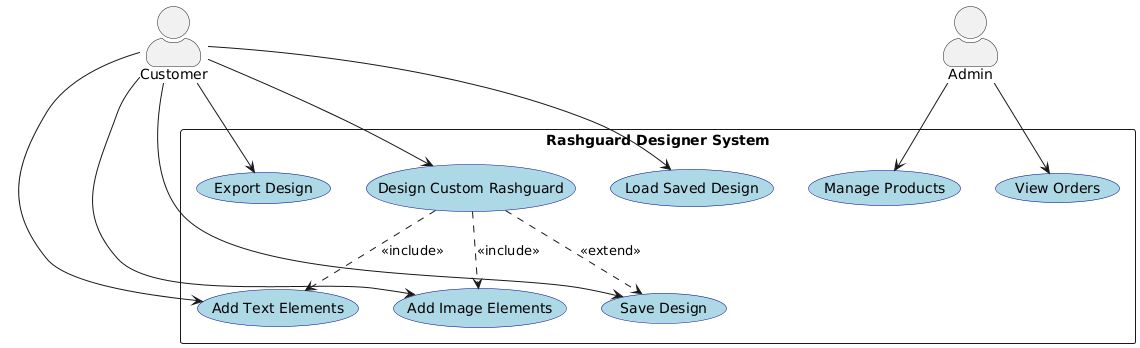 Customer
Admin
Rashguard Designer System
Export Design
Design Custom Rashguard
Load Saved Design
Manage Products
View Orders
«include»
«include»
«extend»
Add Text Elements
Add Image Elements
Save Design